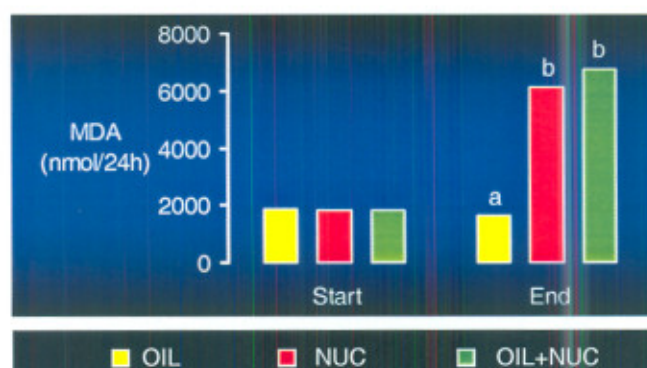 8000
b
b
6000
MDA
(nmol/24h)
4000
2000
a
0
Start End
OIL NUC OIL+NUC